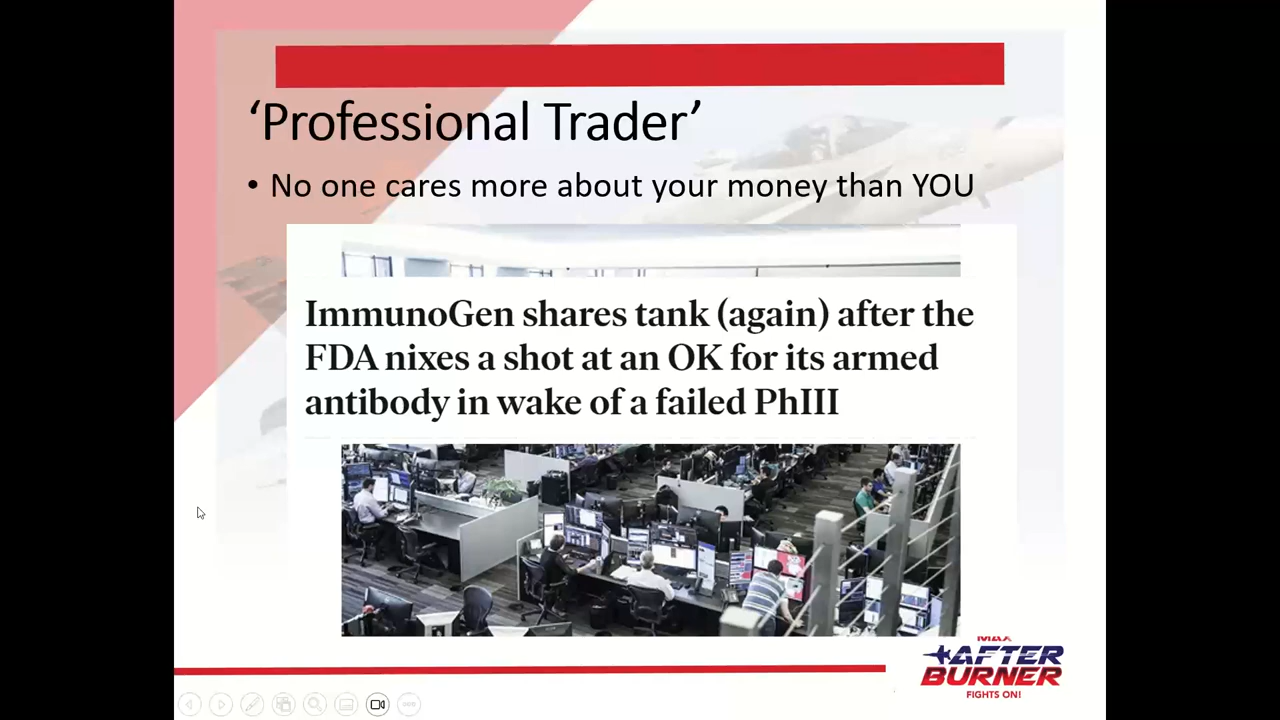 ‘Professional Trader’
• No one cares more about your money than YOU
ImmunoGen shares tank (again) after the
FDA nixes a shot at an OK for its armed
antibody in wake of a failed PhIII
MAX
AFTER
BURNER
FIGHTS ON!